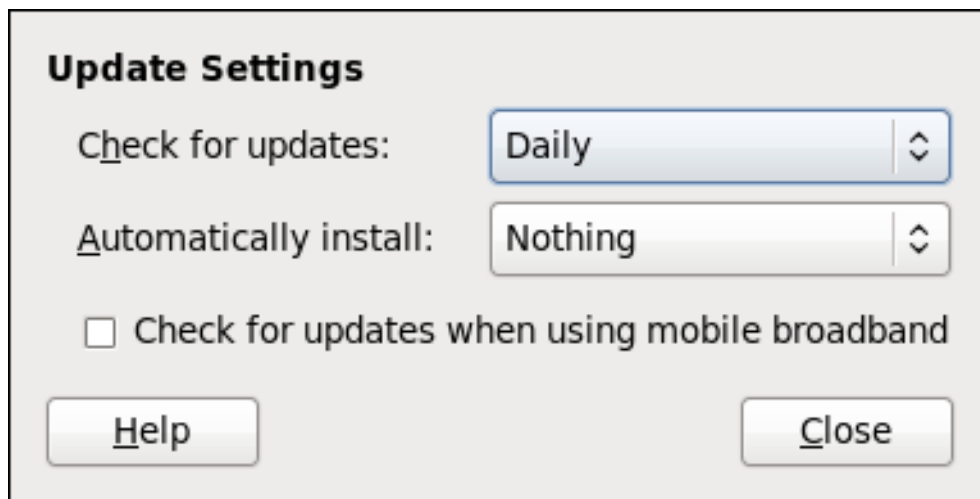 Update Settings
Check for updates: Daily
Automatically install: Nothing
Check for updates when using mobile broadband
Help Close